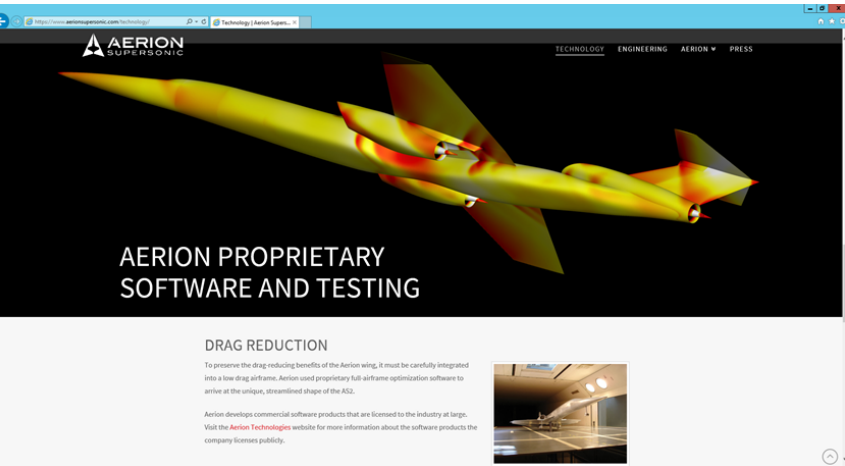 https://www.aerionsupersonic.com/technology/
Technology | Aerion Supers...
AERION
SUPERSONIC
TECHNOLOGY ENGINEERING AERION PRESS
AERION PROPRIETARY
SOFTWARE AND TESTING
DRAG REDUCTION
To preserve the drag-reducing benefits of the Aerion wing, it must be carefully integrated
into a low drag airframe. Aerion used proprietary full-airframe optimization software to
arrive at the unique, streamlined shape of the AS2.
Aerion develops commercial software products that are licensed to the industry at large.
Visit the Aerion Technologies website for more information about the software products the
company licenses publicly.